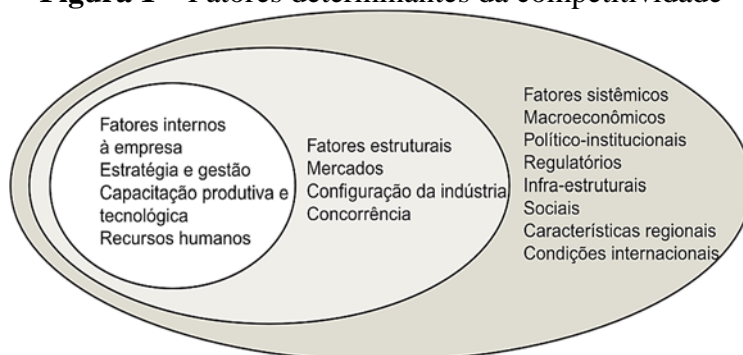 Figura 1 – Fatores determinantes da competitividade
Fatores internos
à empresa
Estratégia e gestão
Capacitação produtiva e
tecnológica
Recursos humanos
Fatores estruturais
Mercados
Configuração da indústria
Concorrência
Fatores sistêmicos
Macroeconômicos
Político-institucionais
Regulatórios
Infra-estruturais
Sociais
Características regionais
Condições internacionais